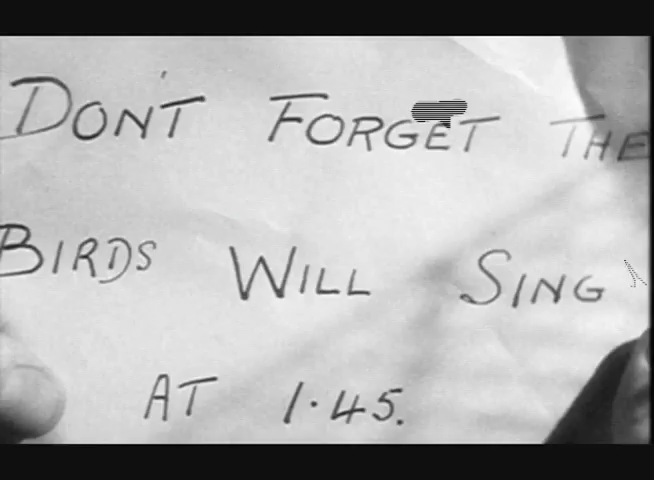 DON'T FORGET THE
BIRDS WILL SING
AT 1·45.